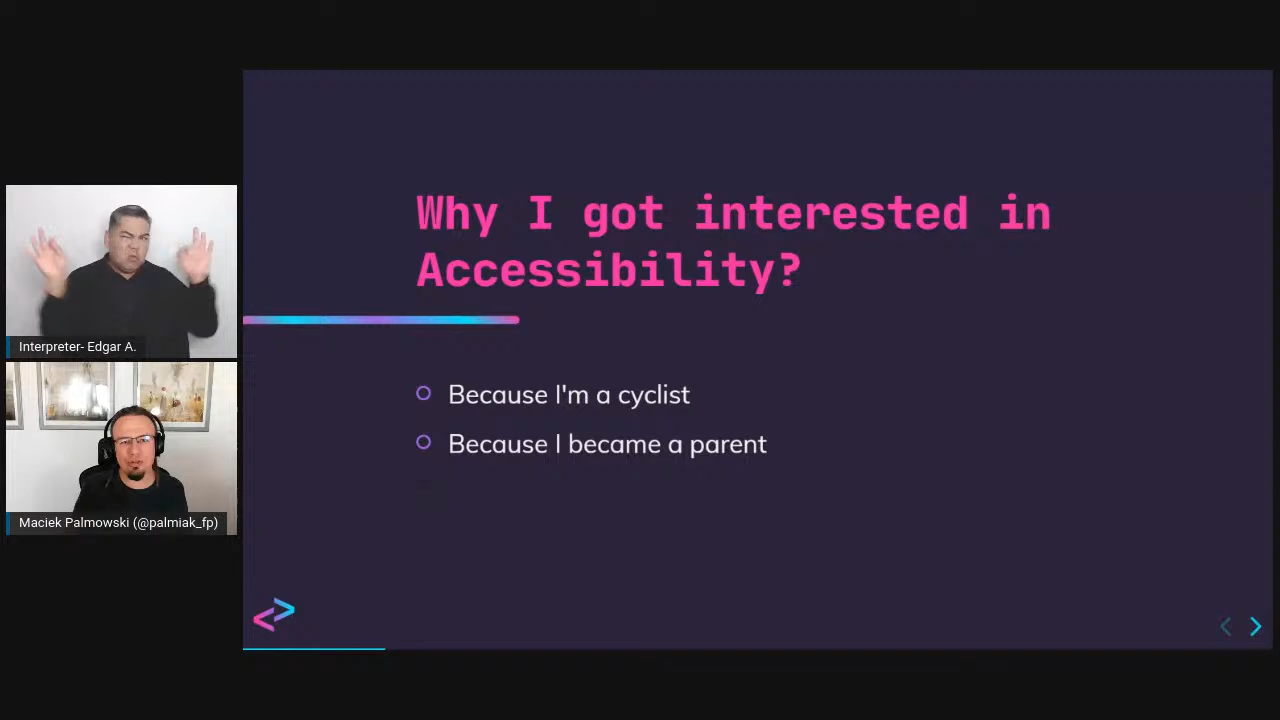 Why I got interested in
Accessibility?
Because I'm a cyclist
Because I became a parent
Interpreter- Edgar A.
Maciek Palmowski (@palmiak_fp)